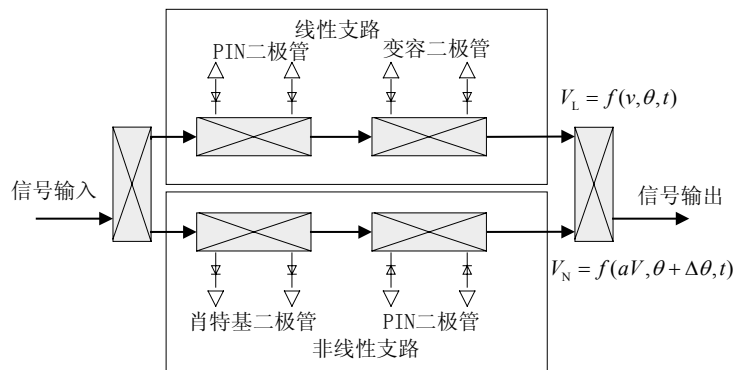 线性支路
PIN二极管
变容二极管
V_L = f(v,θ,t)
信号输入
信号输出
V_N = f(aV,θ+Δθ,t)
肖特基二极管
PIN二极管
非线性支路